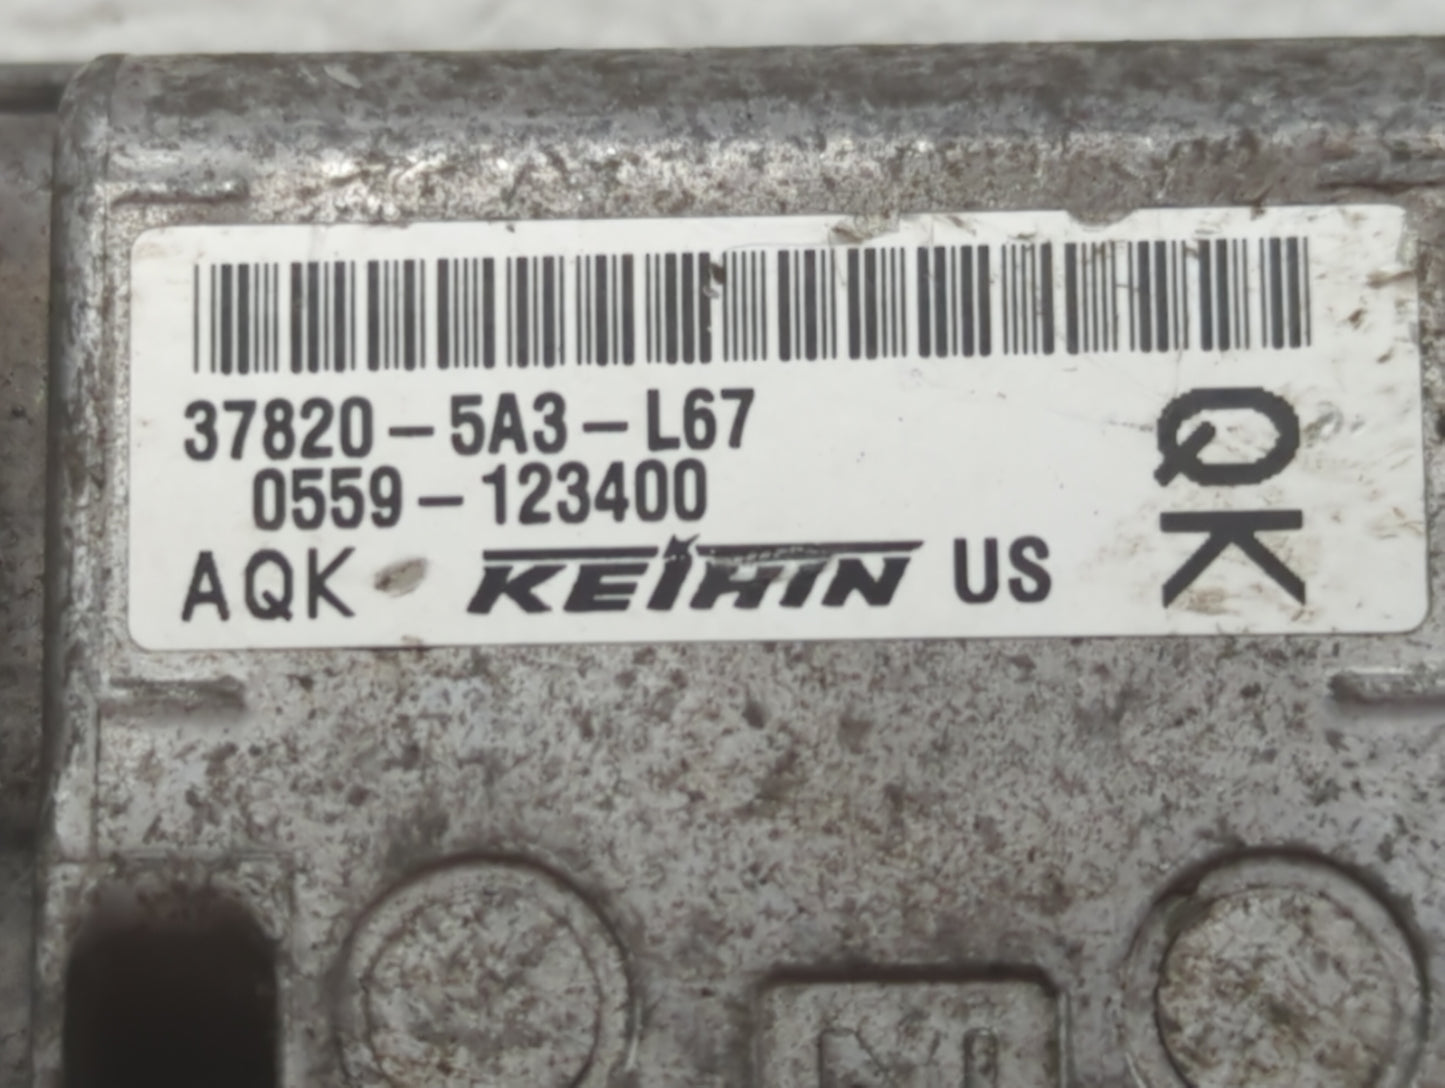 37820-5A3-L67
0559-123400
AQK KEIHIN US
QK